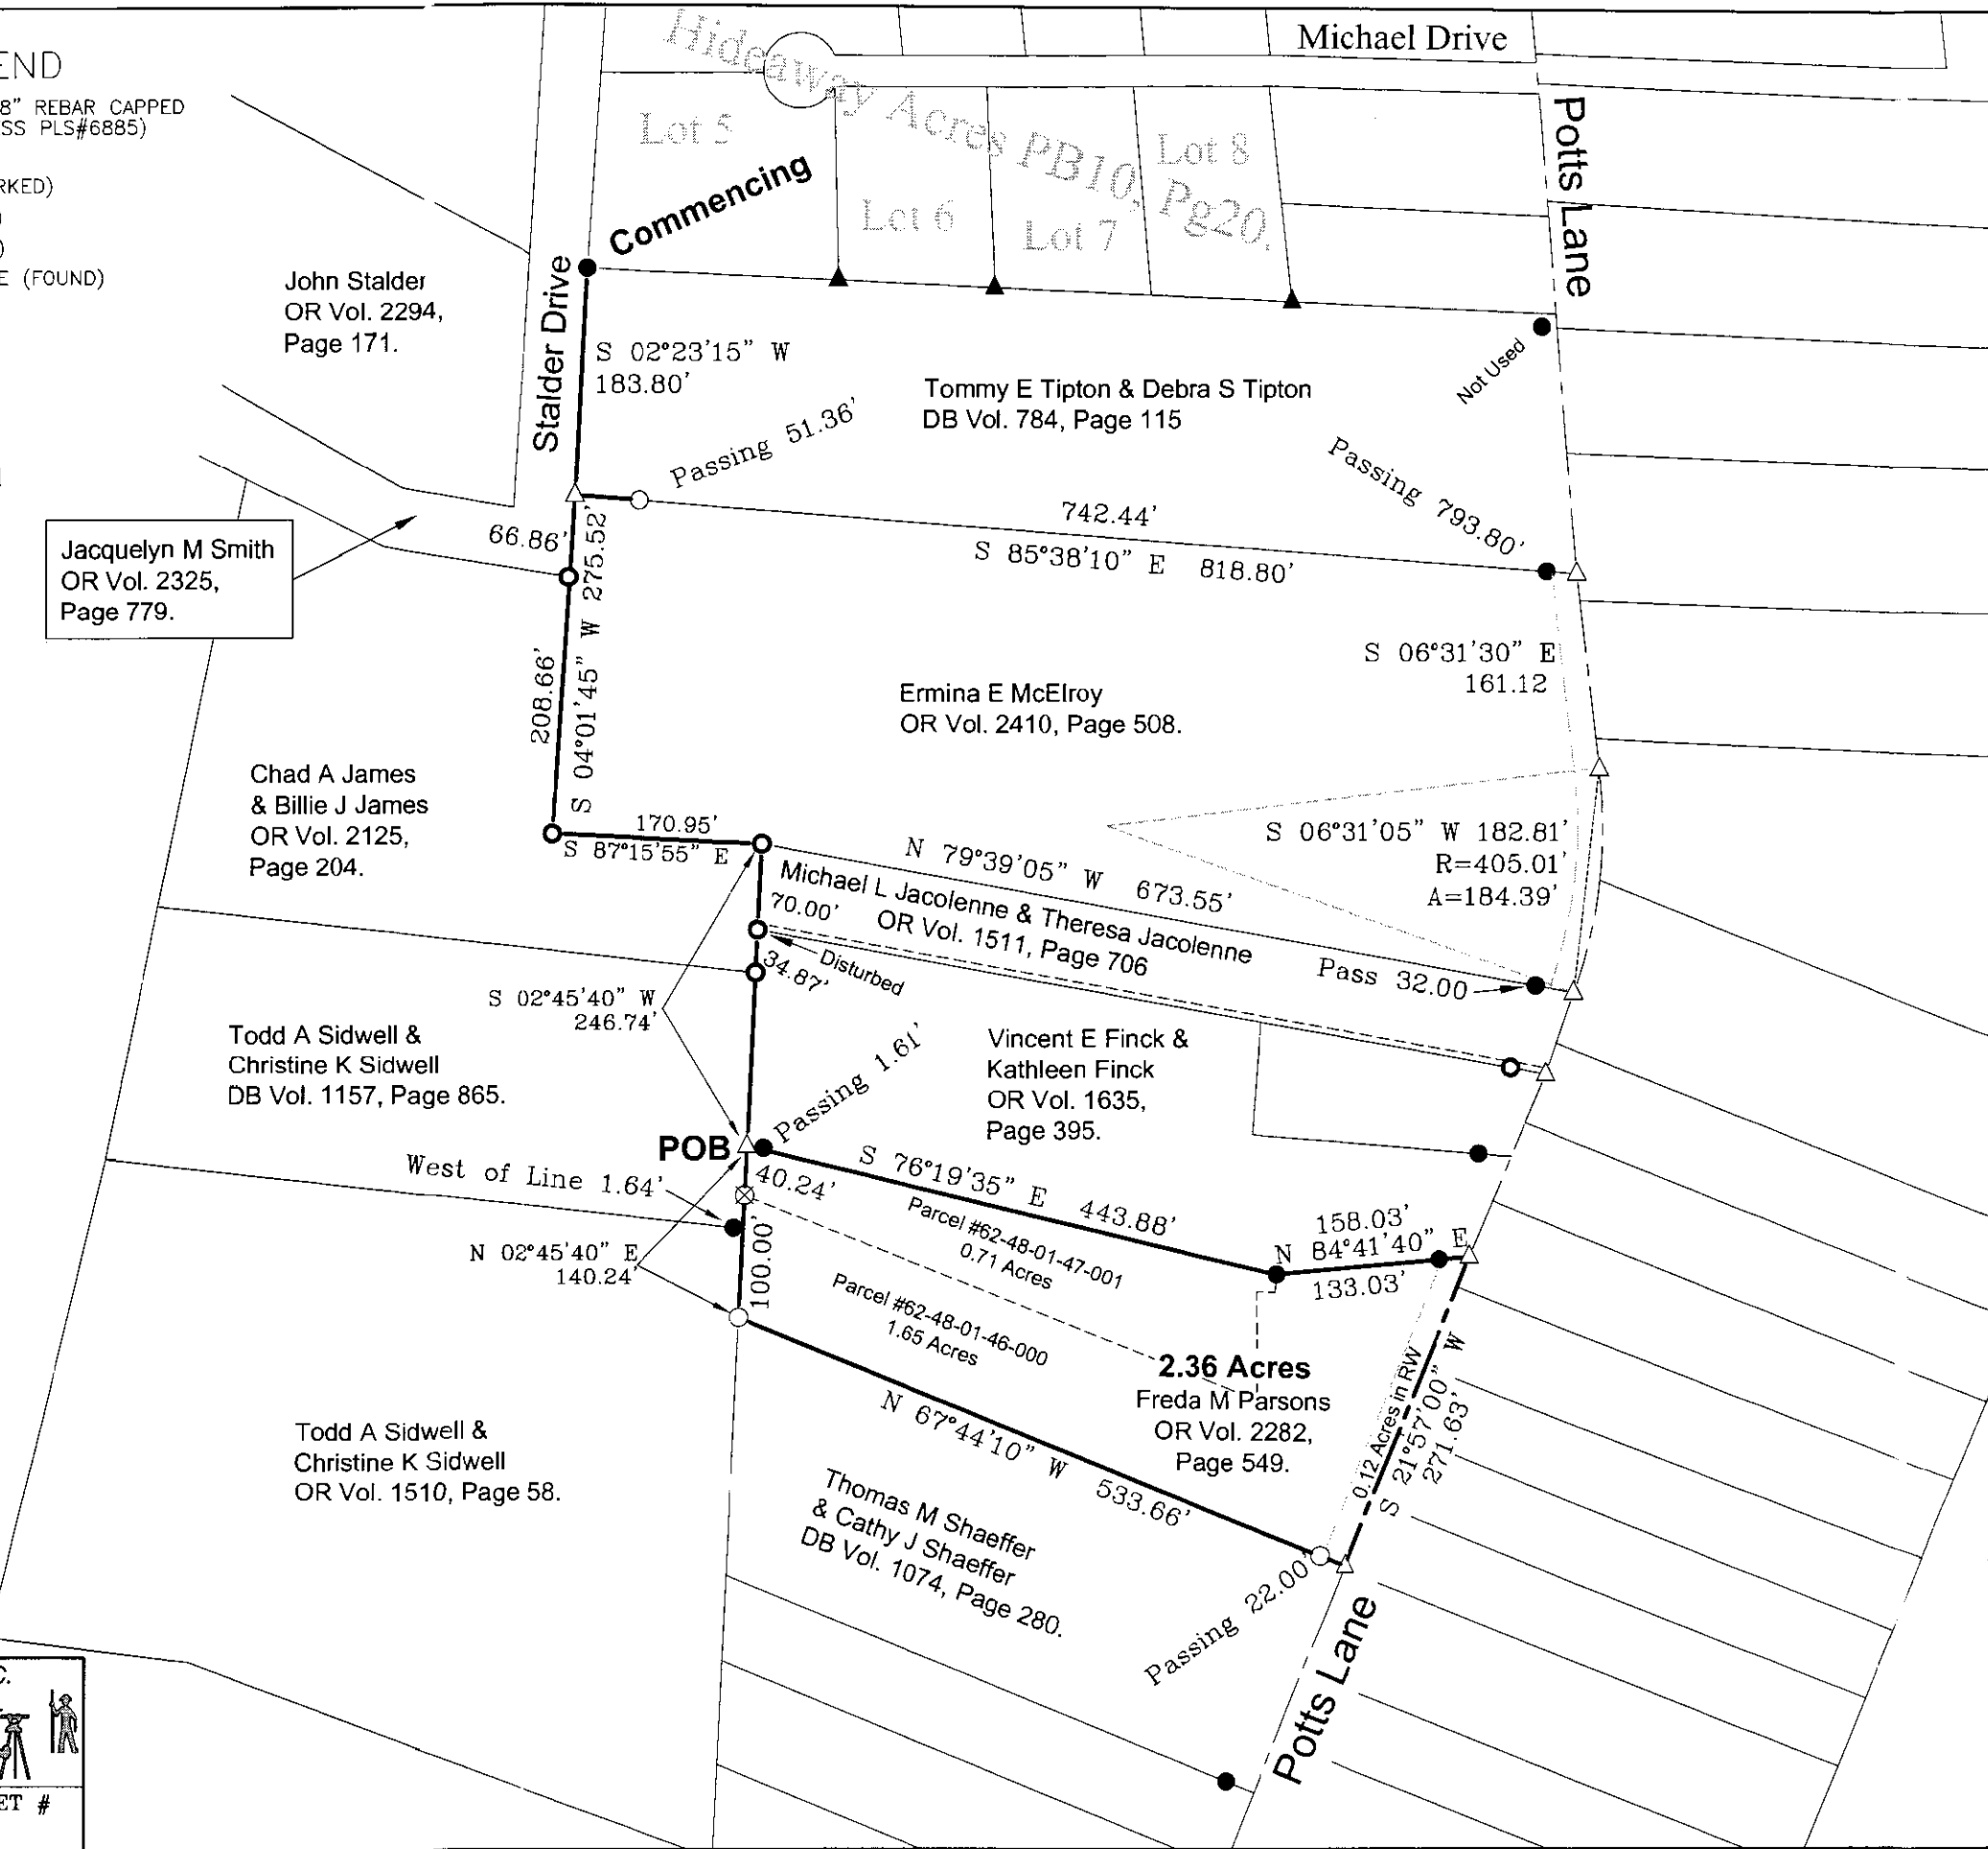 END
8" REBAR CAPPED
SS PLS#6885)
RKED)
)
)
E (FOUND)
Michael Drive
Hideaway Acres PB10, Pg20.
Lot 5
Lot 6
Lot 7
Lot 8
Potts Lane
Commencing
Stalder Drive
John Stalder
OR Vol. 2294,
Page 171.
S 02°23'15" W
183.80'
Tommy E Tipton & Debra S Tipton
DB Vol. 784, Page 115
Not Used
Passing 51.36'
Passing 793.80'
742.44'
S 85°38'10" E 818.80'
66.86'
Jacquelyn M Smith
OR Vol. 2325,
Page 779.
S 04°01'45" W 275.52'
208.66'
S 06°31'30" E
161.12
Ermina E McElroy
OR Vol. 2410, Page 508.
Chad A James
& Billie J James
OR Vol. 2125,
Page 204.
170.95'
S 87°15'55" E
N 79°39'05" W 673.55'
S 06°31'05" W 182.81'
R=405.01'
A=184.39'
Michael L Jacolenne & Theresa Jacolenne
OR Vol. 1511, Page 706
70.00'
Disturbed
34.87'
Pass 32.00
S 02°45'40" W
246.74'
Todd A Sidwell &
Christine K Sidwell
DB Vol. 1157, Page 865.
Passing 1.61'
Vincent E Finck &
Kathleen Finck
OR Vol. 1635,
Page 395.
POB
West of Line 1.64'
40.24'
S 76°19'35" E 443.88'
Parcel #62-48-01-47-001
0.71 Acres
158.03'
N 84°41'40" E
133.03'
N 02°45'40" E
140.24'
100.00'
Parcel #62-48-01-46-000
1.65 Acres
2.36 Acres
Freda M Parsons
OR Vol. 2282,
Page 549.
0.12 Acres in RW
S 21°57'00" W
271.63'
N 67°44'10" W 533.66'
Todd A Sidwell &
Christine K Sidwell
OR Vol. 1510, Page 58.
Thomas M Shaeffer
& Cathy J Shaeffer
DB Vol. 1074, Page 280.
Passing 22.00'
Potts Lane
C.
ET #